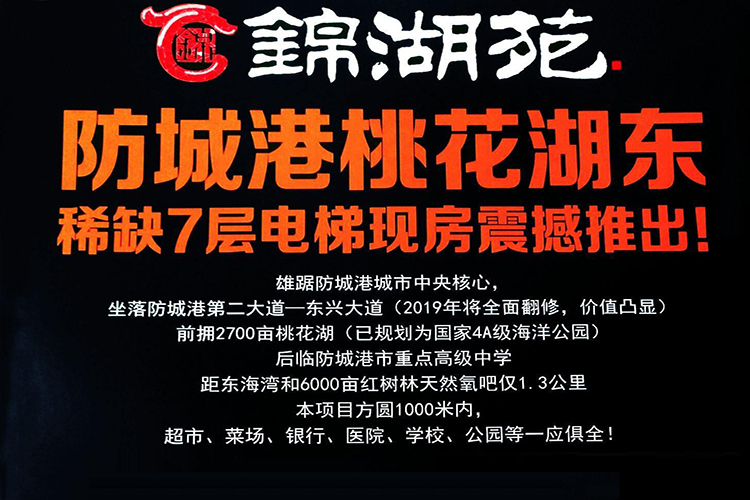 錦湖苑
防城港桃花湖东
稀缺7层电梯现房震撼推出!
雄踞防城港城市中央核心,
坐落防城港第二大道—东兴大道(2019年将全面翻修,价值凸显)
前拥2700亩桃花湖(已规划为国家4A级海洋公园)
后临防城港市重点高级中学
距东海湾和6000亩红树林天然氧吧仅1.3公里
本项目方圆1000米内,
超市、菜场、银行、医院、学校、公园等一应俱全!